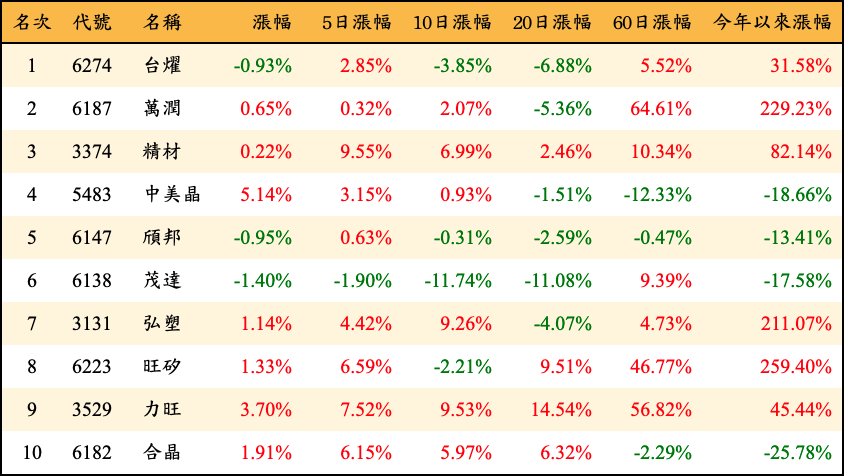 名次 代號 名稱 漲幅 5日漲幅 10日漲幅 20日漲幅 60日漲幅 今年以來漲幅
1 6274 台燿 -0.93% 2.85% -3.85% -6.88% 5.52% 31.58%
2 6187 萬潤 0.65% 0.32% 2.07% -5.36% 64.61% 229.23%
3 3374 精材 0.22% 9.55% 6.99% 2.46% 10.34% 82.14%
4 5483 中美晶 5.14% 3.15% 0.93% -1.51% -12.33% -18.66%
5 6147 頎邦 -0.95% 0.63% -0.31% -2.59% -0.47% -13.41%
6 6138 茂達 -1.40% -1.90% -11.74% -11.08% 9.39% -17.58%
7 3131 弘塑 1.14% 4.42% 9.26% -4.07% 4.73% 211.07%
8 6223 旺矽 1.33% 6.59% -2.21% 9.51% 46.77% 259.40%
9 3529 力旺 3.70% 7.52% 9.53% 14.54% 56.82% 45.44%
10 6182 合晶 1.91% 6.15% 5.97% 6.32% -2.29% -25.78%